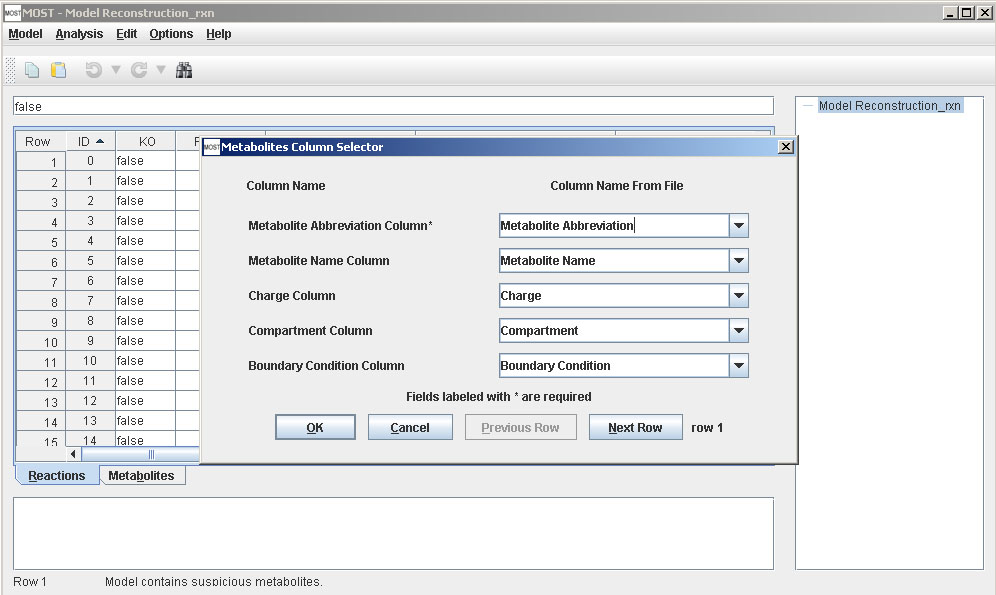 MOST MOST - Model Reconstruction_rxn
Model Analysis Edit Options Help
false
Model Reconstruction_rxn
Row ID KO
1 0 false
2 1 false
3 2 false
4 3 false
5 4 false
6 5 false
7 6 false
8 7 false
9 8 false
10 9 false
11 10 false
12 11 false
13 12 false
14 13 false
15 14 false
MOST Metabolites Column Selector
Column Name Column Name From File
Metabolite Abbreviation Column* Metabolite Abbreviation
Metabolite Name Column Metabolite Name
Charge Column Charge
Compartment Column Compartment
Boundary Condition Column Boundary Condition
Fields labeled with * are required
OK Cancel Previous Row Next Row row 1
Reactions Metabolites
Row 1 Model contains suspicious metabolites.